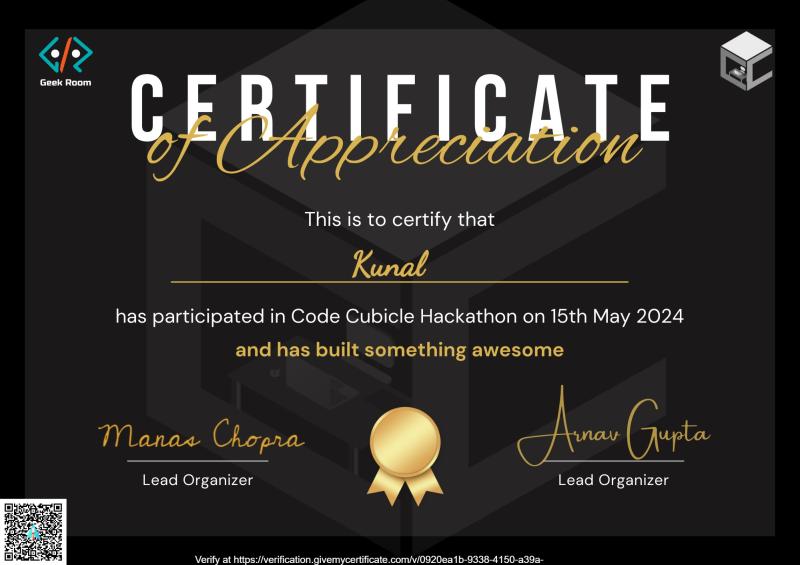 Geek Room
CERTIFICATE
of Appreciation
This is to certify that
Kunal
has participated in Code Cubicle Hackathon on 15th May 2024
and has built something awesome
Manas Chopra
Arnav Gupta
Lead Organizer
Lead Organizer
Verify at https://verification.givemycertificate.com/v/0920ea1b-9338-4150-a39a-